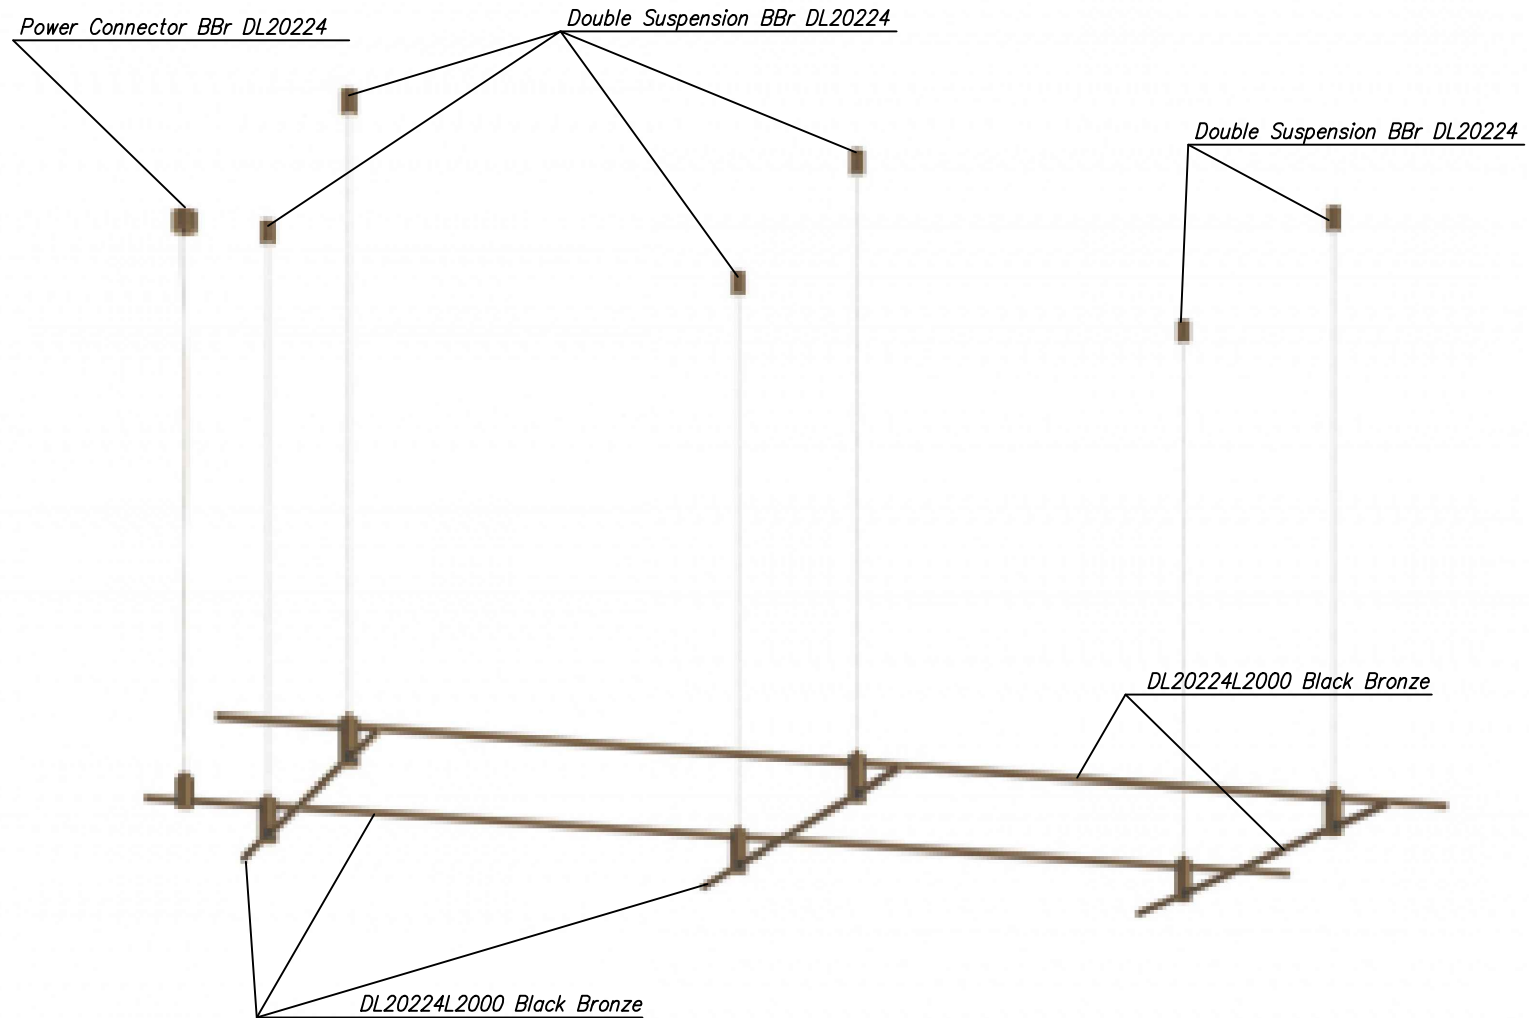 Power Connector BBr DL20224
Double Suspension BBr DL20224
Double Suspension BBr DL20224
DL20224L2000 Black Bronze
DL20224L2000 Black Bronze